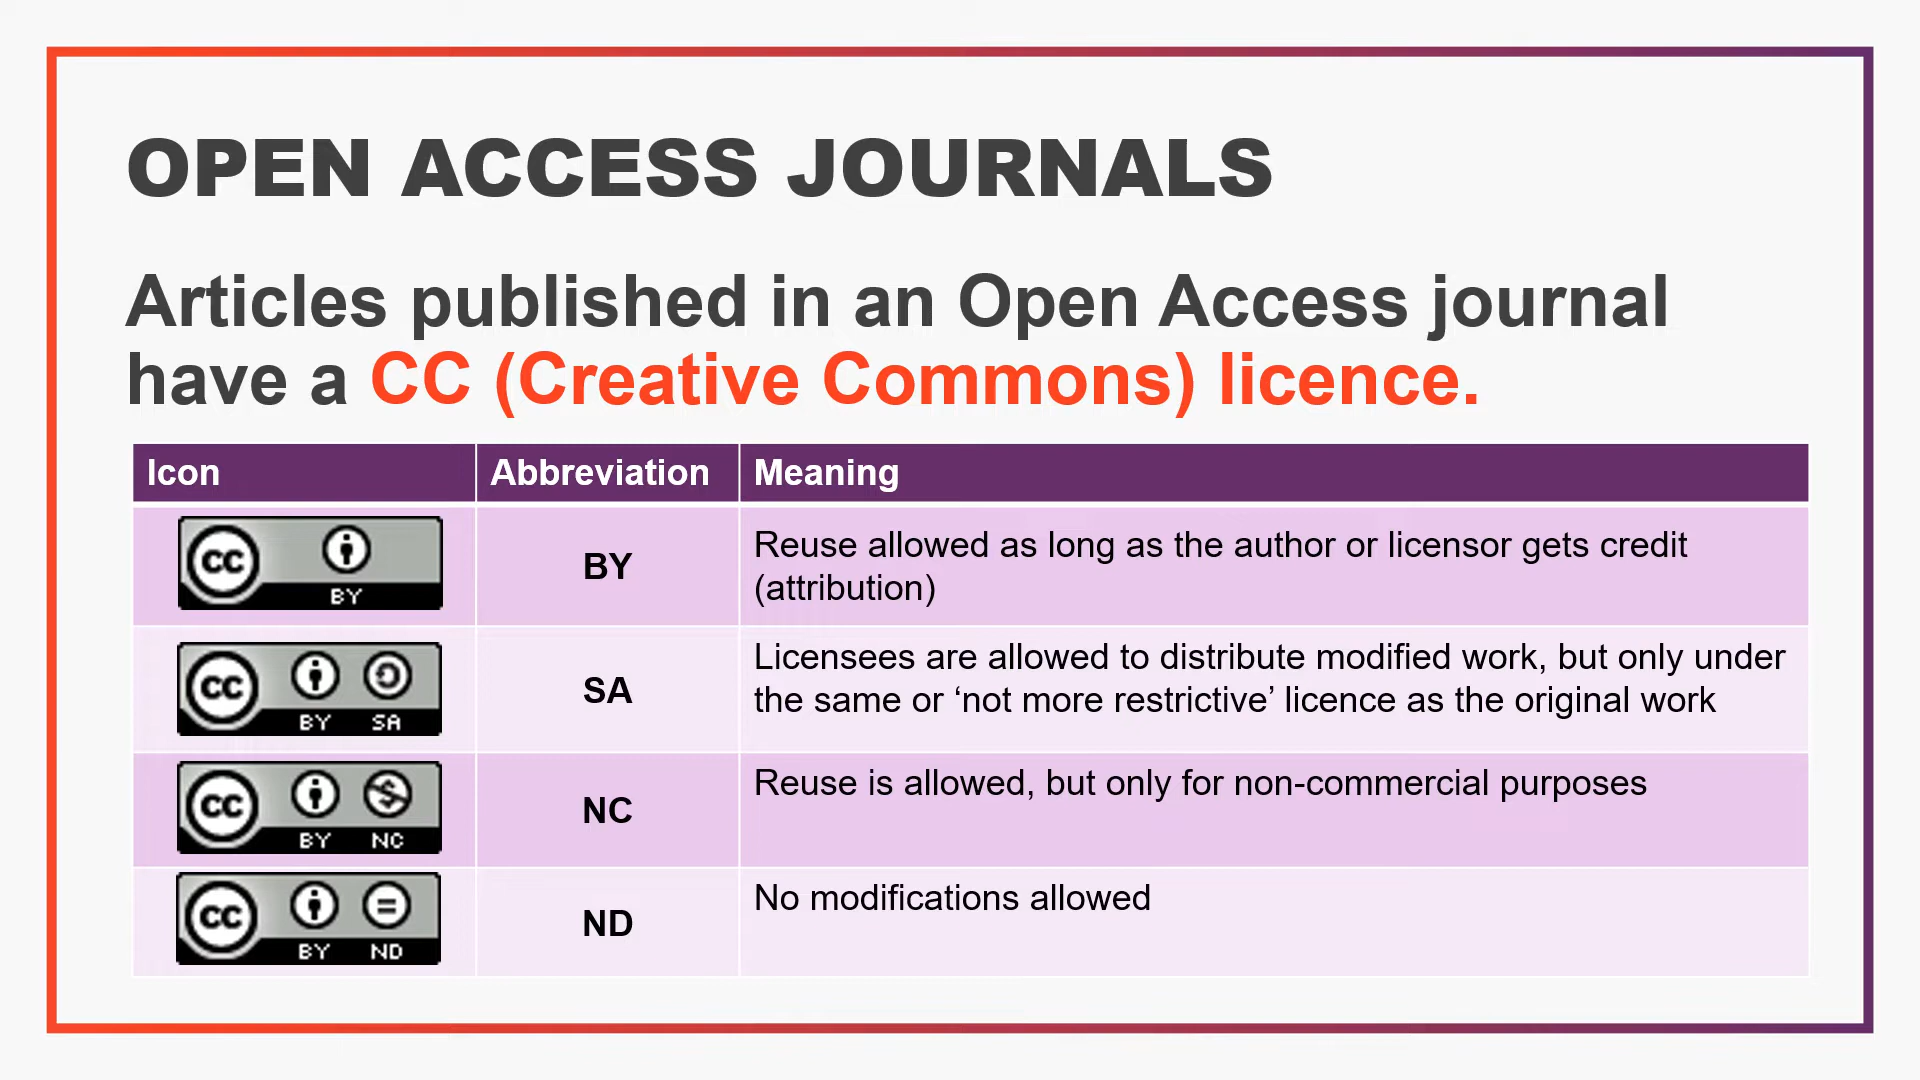 OPEN ACCESS JOURNALS
Articles published in an Open Access journal
have a CC (Creative Commons) licence.
Icon Abbreviation Meaning
CC BY
BY
Reuse allowed as long as the author or licensor gets credit
(attribution)
CC BY SA
SA
Licensees are allowed to distribute modified work, but only under
the same or ‘not more restrictive’ licence as the original work
CC BY NC
NC
Reuse is allowed, but only for non-commercial purposes
CC BY ND
ND
No modifications allowed